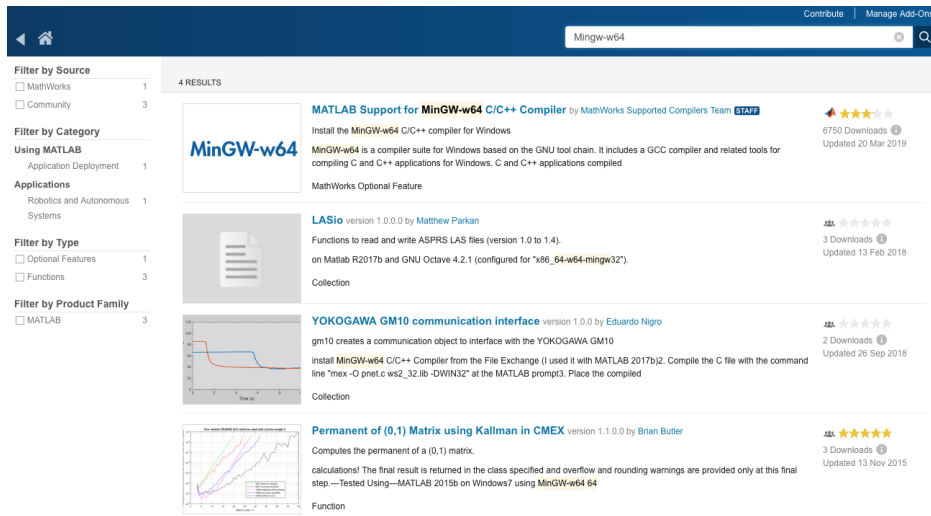 Contribute Manage Add-Ons
Mingw-w64
Filter by Source
MathWorks 1
Community 3
Filter by Category
Using MATLAB
Application Deployment 1
Applications
Robotics and Autonomous Systems 1
Filter by Type
Optional Features 1
Functions 3
Filter by Product Family
MATLAB 3
4 RESULTS
MinGW-w64
MATLAB Support for MinGW-w64 C/C++ Compiler by MathWorks Supported Compilers Team STAFF
Install the MinGW-w64 C/C++ compiler for Windows
MinGW-w64 is a compiler suite for Windows based on the GNU tool chain. It includes a GCC compiler and related tools for
compiling C and C++ applications for Windows. C and C++ applications compiled
MathWorks Optional Feature
6750 Downloads
Updated 20 Mar 2019
LASio version 1.0.0.0 by Matthew Parkan
Functions to read and write ASPRS LAS files (version 1.0 to 1.4).
on Matlab R2017b and GNU Octave 4.2.1 (configured for "x86_64-w64-mingw32").
Collection
3 Downloads
Updated 13 Feb 2018
YOKOGAWA GM10 communication interface version 1.0 by Eduardo Nigro
gm10 creates a communication object to interface with the YOKOGAWA GM10
install MinGW-w64 C/C++ Compiler from the File Exchange (I used it with MATLAB 2017b)2. Compile the C file with the command
line "mex -O pnet.c ws2_32.lib -DWIN32" at the MATLAB prompt3. Place the compiled
Collection
2 Downloads
Updated 26 Sep 2018
Time (s)
Permanent of (0,1) Matrix using Kallman in CMEX version 1.1.0.0 by Brian Butler
Computes the permanent of a (0,1) matrix.
calculations! The final result is returned in the class specified and overflow and rounding warnings are provided only at this final
step.---Tested Using---MATLAB 2015b on Windows7 using MinGW-w64 64
Function
3 Downloads
Updated 13 Nov 2015